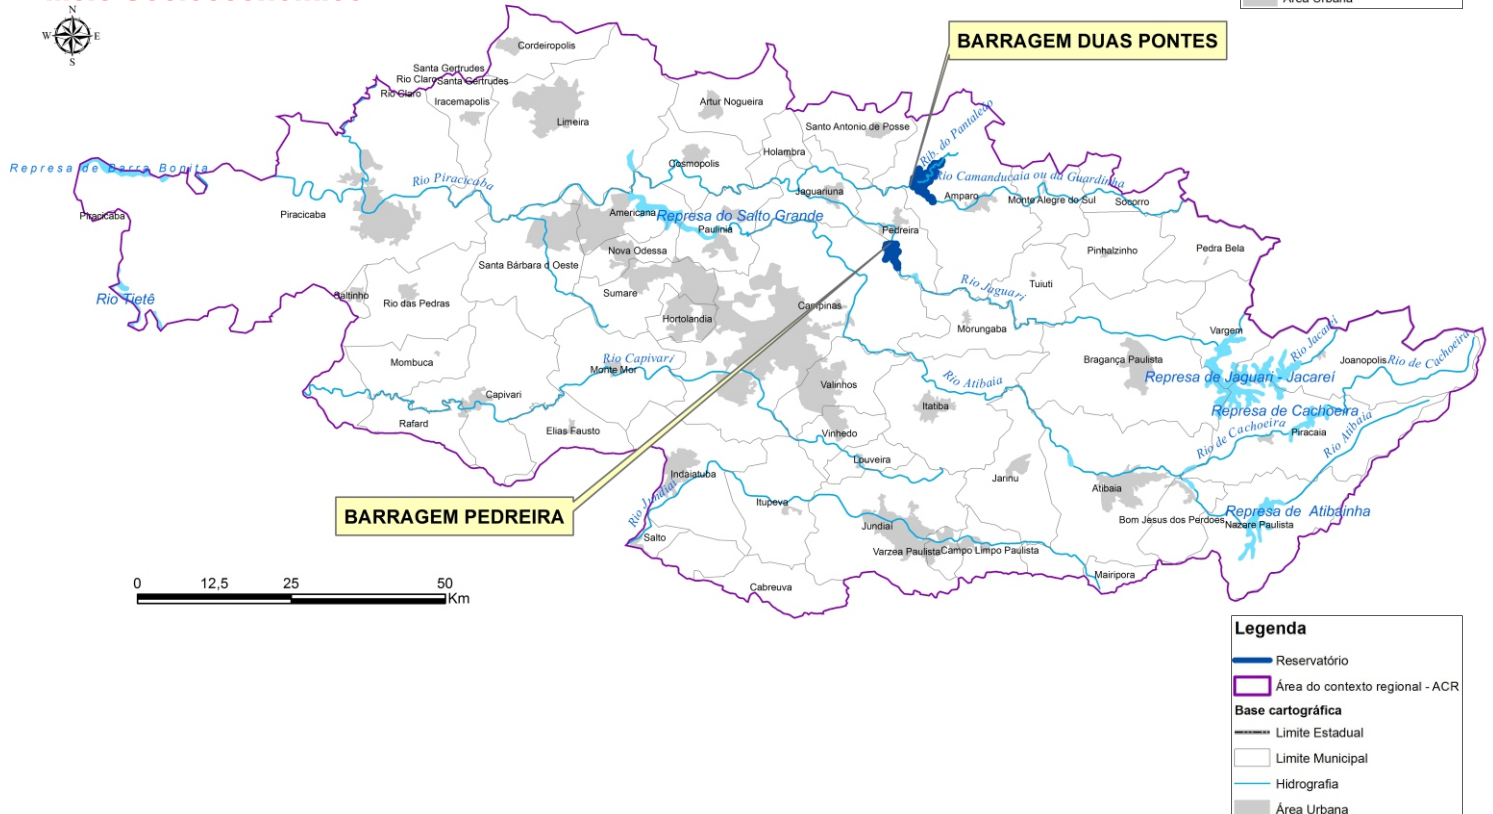 Meio Socioeconômico
Área Urbana
N
W
E
S
BARRAGEM DUAS PONTES
Cordeiropolis
Santa Gertrudes
Rio Claro
Santa Gertrudes
Rio Claro
Iracemapolis
Limeira
Artur Nogueira
Santo Antonio de Posse
Rib. do Pantaleão
Represa de Barra Bonita
Rio Piracicaba
Cosmopolis
Holambra
Jaguariuna
Rio Camanducaia ou da Guardinha
Amparo
Monte Alegre do Sul
Socorro
Piracicaba
Piracicaba
Americana
Represa do Salto Grande
Paulinia
Pedreira
Nova Odessa
Santa Bárbara d Oeste
Pinhalzinho
Pedra Bela
Rio Tietê
Saltinho
Rio das Pedras
Sumare
Hortolandia
Campinas
Rio Jaguari
Tuiuti
Morungaba
Vargem
Rio Jacareí
Joanopolis
Rio de Cachoeira
Mombuca
Rio Capivari
Monte Mor
Bragança Paulista
Represa de Jaguari - Jacareí
Valinhos
Rio Atibaia
Capivari
Itatiba
Represa de Cachoeira
Rafard
Elias Fausto
Vinhedo
Rio de Cachoeira
Piracaia
Rio Atibaia
Louveira
Indaiatuba
Jarinu
Atibaia
Rio Jundiaí
Itupeva
BARRAGEM PEDREIRA
Jundiaí
Bom Jesus dos Perdoes
Represa de Atibainha
Nazare Paulista
Salto
Varzea Paulista
Campo Limpo Paulista
Mairipora
Cabreuva
0 12,5 25 50
Km
Legenda
Reservatório
Área do contexto regional - ACR
Base cartográfica
Limite Estadual
Limite Municipal
Hidrografia
Área Urbana